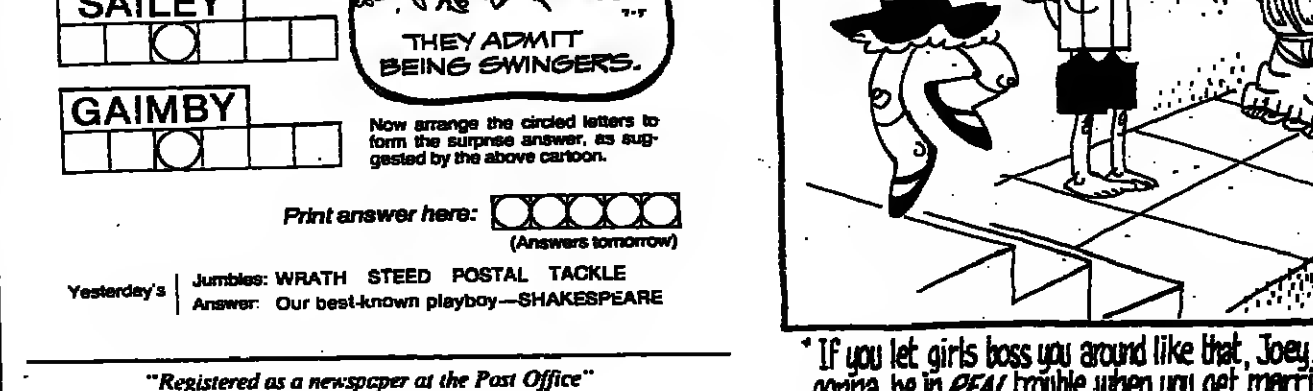 SAILEY
7-7
THEY ADMIT
BEING SWINGERS.
GAIMBY
Now arrange the circled letters to
form the surprise answer, as sug-
gested by the above cartoon.
Print answer here:
(Answers tomorrow)
Yesterday's
Jumbles: WRATH STEED POSTAL TACKLE
Answer: Our best-known playboy—SHAKESPEARE
"Registered as a newspaper at the Post Office"
"If you let girls boss you around like that, Joey,
gonna be in REAL trouble when you get